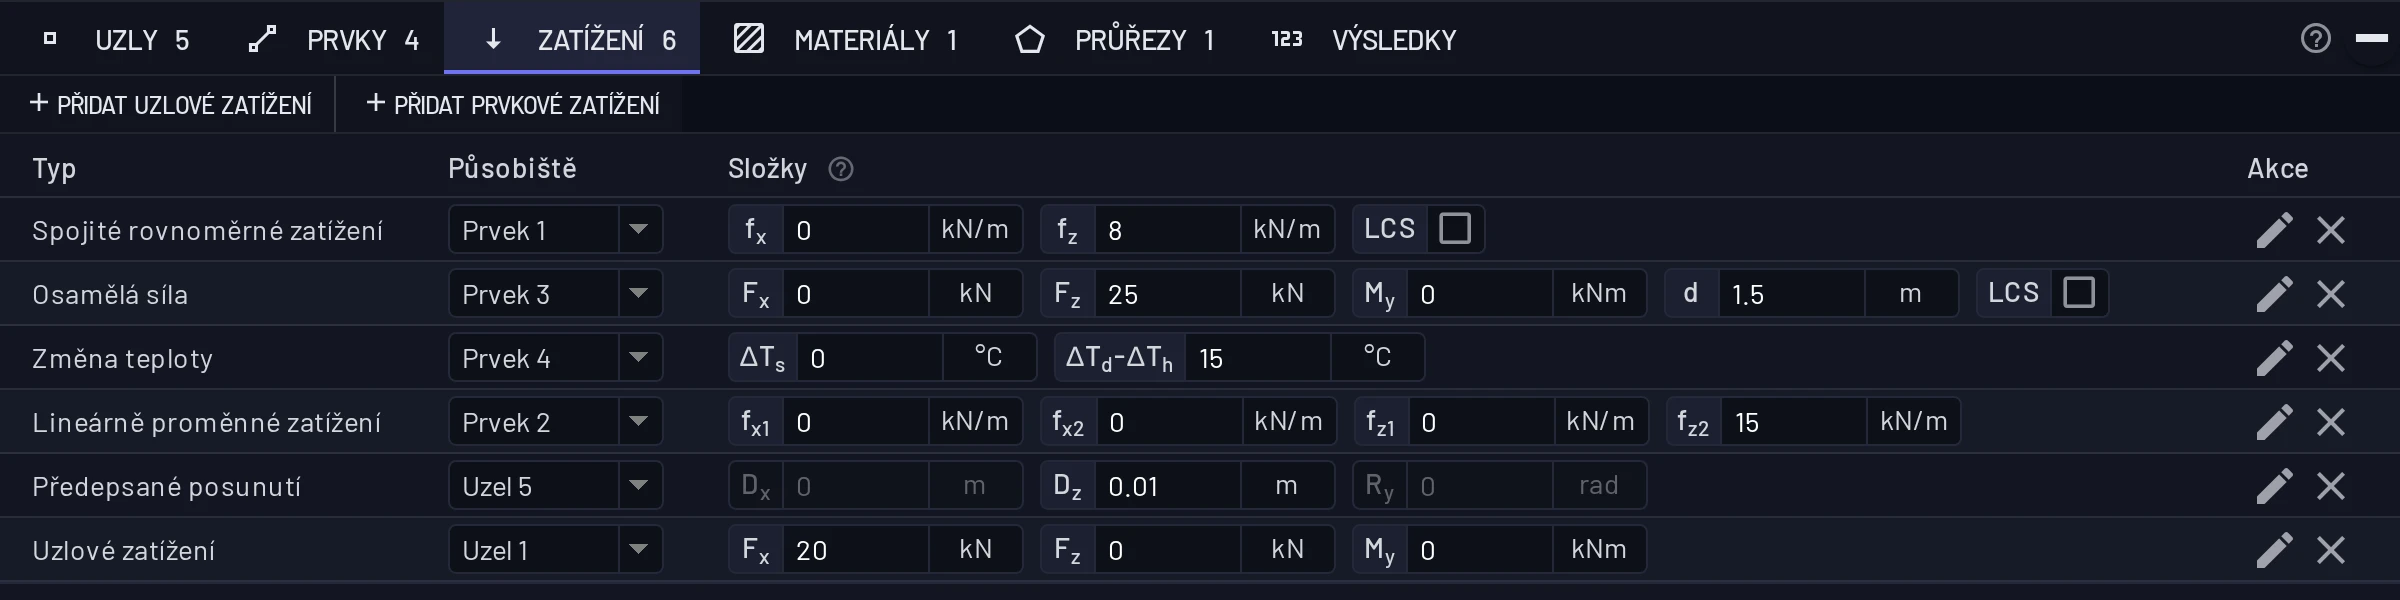 UZLY 5 PRVKY 4 ZATÍŽENÍ 6 MATERIÁLY 1 PRŮŘEZY 1 123 VÝSLEDKY ?
+ PŘIDAT UZLOVÉ ZATÍŽENÍ + PŘIDAT PRVKOVÉ ZATÍŽENÍ
Typ Působiště Složky ? Akce
Spojité rovnoměrné zatížení Prvek 1 fx 0 kN/m fz 8 kN/m LCS
Osamělá síla Prvek 3 Fx 0 kN Fz 25 kN My 0 kNm d 1.5 m LCS
Změna teploty Prvek 4 ΔTs 0 °C ΔTd-ΔTh 15 °C
Lineárně proměnné zatížení Prvek 2 fx1 0 kN/m fx2 0 kN/m fz1 0 kN/m fz2 15 kN/m
Předepsané posunutí Uzel 5 Dx 0 m Dz 0.01 m Ry 0 rad
Uzlové zatížení Uzel 1 Fx 20 kN Fz 0 kN My 0 kNm